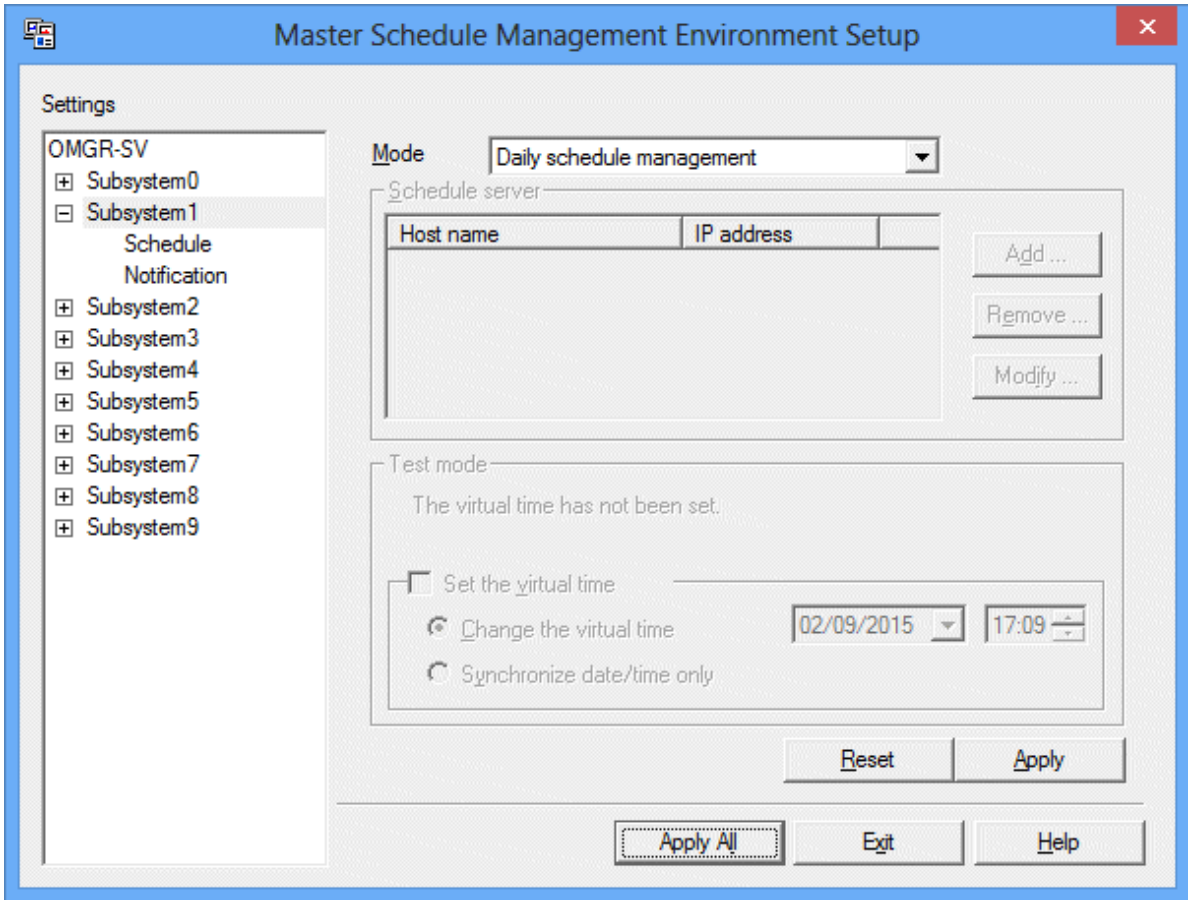 Master Schedule Management Environment Setup
Settings
OMGR-SV
Subsystem0
Subsystem1
Schedule
Notification
Subsystem2
Subsystem3
Subsystem4
Subsystem5
Subsystem6
Subsystem7
Subsystem8
Subsystem9
Mode Daily schedule management
Schedule server
Host name IP address
Add ...
Remove ...
Modify ...
Test mode
The virtual time has not been set.
Set the virtual time
Change the virtual time 02/09/2015 17:09
Synchronize date/time only
Reset Apply
Apply All Exit Help